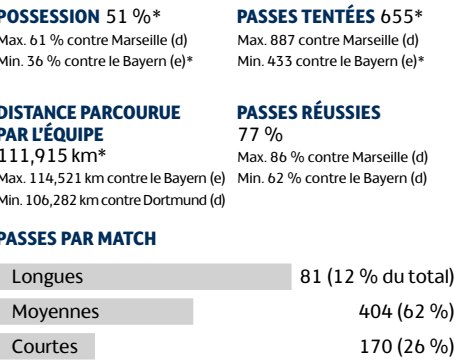 POSSESSION 51 %*
Max. 61 % contre Marseille (d)
Min. 36 % contre le Bayern (e)*
PASSES TENTÉES 655*
Max. 887 contre Marseille (d)
Min. 433 contre le Bayern (e)*
DISTANCE PARCOURUE
PAR L’ÉQUIPE
111,915 km*
Max. 114,521 km contre le Bayern (e)
Min. 106,282 km contre Dortmund (d)
PASSES RÉUSSIES
77 %
Max. 86 % contre Marseille (d)
Min. 62 % contre le Bayern (d)
PASSES PAR MATCH
Longues 81 (12 % du total)
Moyennes 404 (62 %)
Courtes 170 (26 %)